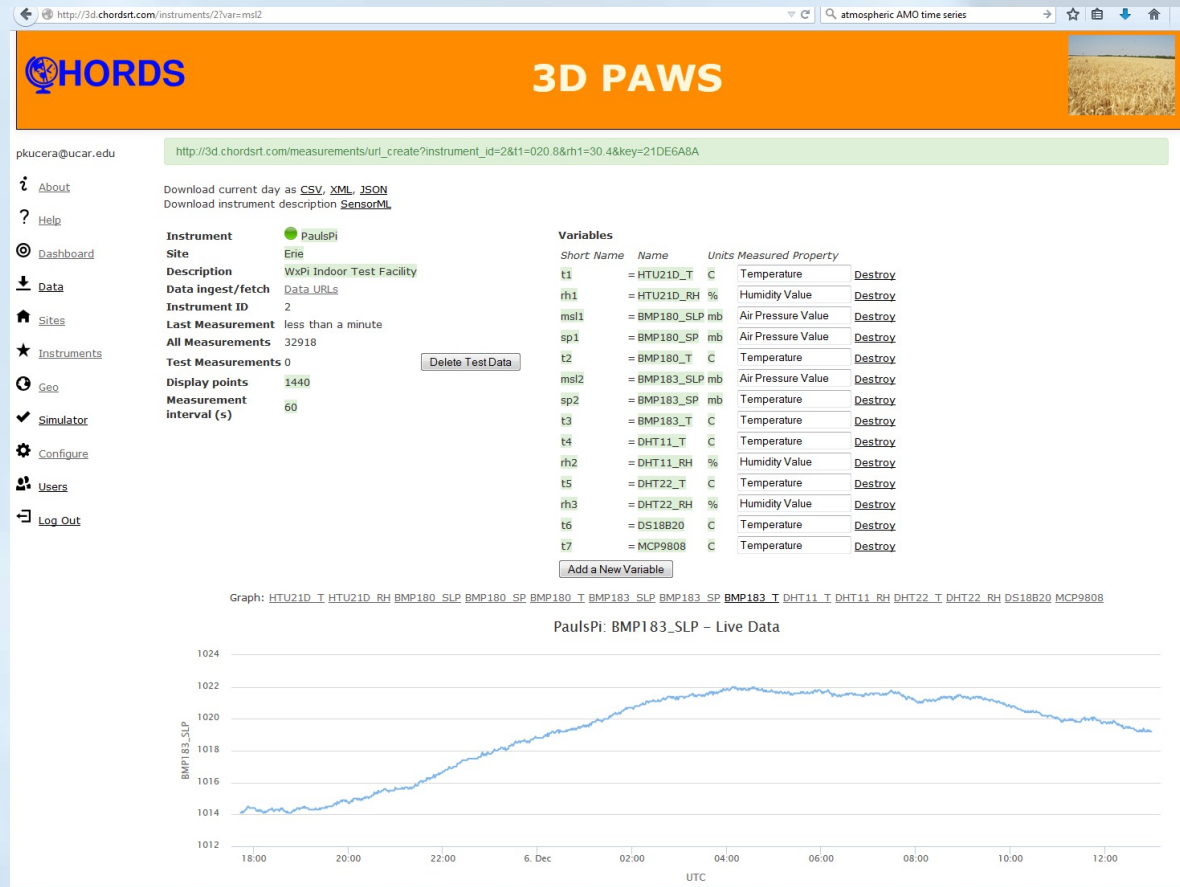 http://3d.chordsrt.com/instruments/2?var=msl2
atmospheric AMO time series
CHORDS
3D PAWS
pkucera@ucar.edu
http://3d.chordsrt.com/measurements/url_create?instrument_id=2&t1=020.8&rh1=30.4&key=21DE6A8A
About
Help
Dashboard
Data
Sites
Instruments
Geo
Simulator
Configure
Users
Log Out
Download current day as CSV, XML, JSON
Download instrument description SensorML
Instrument PaulsPi
Site Erie
Description WxPi Indoor Test Facility
Data ingest/fetch Data URLs
Instrument ID 2
Last Measurement less than a minute
All Measurements 32918
Test Measurements 0 Delete Test Data
Display points 1440
Measurement
interval (s) 60
Variables
Short Name Name Units Measured Property
t1 = HTU21D_T C Temperature Destroy
rh1 = HTU21D_RH % Humidity Value Destroy
msl1 = BMP180_SLP mb Air Pressure Value Destroy
sp1 = BMP180_SP mb Air Pressure Value Destroy
t2 = BMP180_T C Temperature Destroy
msl2 = BMP183_SLP mb Air Pressure Value Destroy
sp2 = BMP183_SP mb Temperature Destroy
t3 = BMP183_T C Temperature Destroy
t4 = DHT11_T C Temperature Destroy
rh2 = DHT11_RH % Humidity Value Destroy
t5 = DHT22_T C Temperature Destroy
rh3 = DHT22_RH % Humidity Value Destroy
t6 = DS18B20 C Temperature Destroy
t7 = MCP9808 C Temperature Destroy
Add a New Variable
Graph: HTU21D_T HTU21D_RH BMP180_SLP BMP180_SP BMP180_T BMP183_SLP BMP183_SP BMP183_T DHT11_T DHT11_RH DHT22_T DHT22_RH DS18B20 MCP9808
PaulsPi: BMP183_SLP - Live Data
1024
1022
1020
1018
1016
1014
1012
BMP183_SLP
18:00 20:00 22:00 6. Dec 02:00 04:00 06:00 08:00 10:00 12:00
UTC